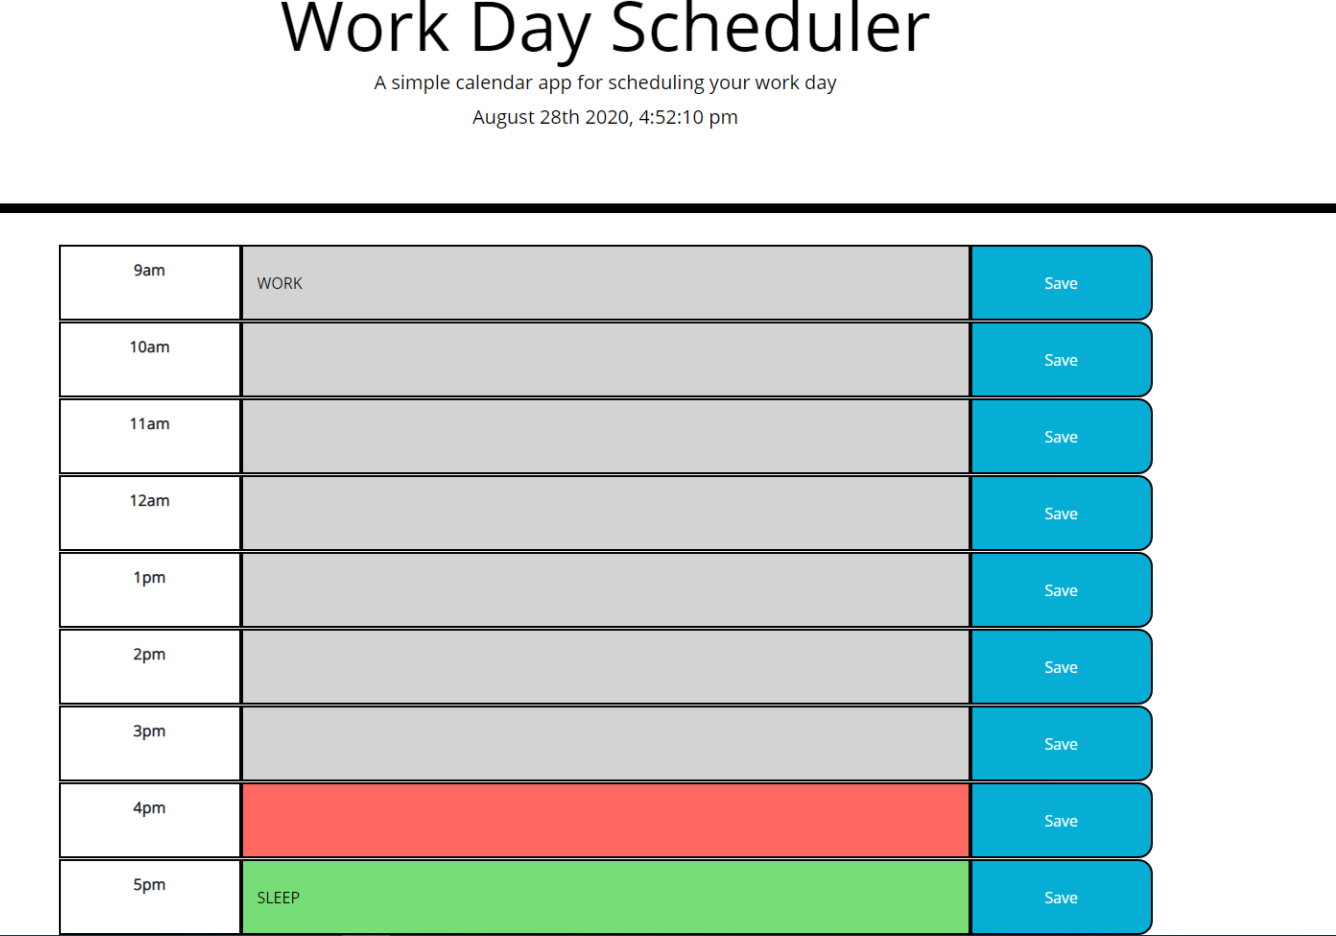 Work Day Scheduler
A simple calendar app for scheduling your work day
August 28th 2020, 4:52:10 pm
9am WORK Save
10am Save
11am Save
12am Save
1pm Save
2pm Save
3pm Save
4pm Save
5pm SLEEP Save